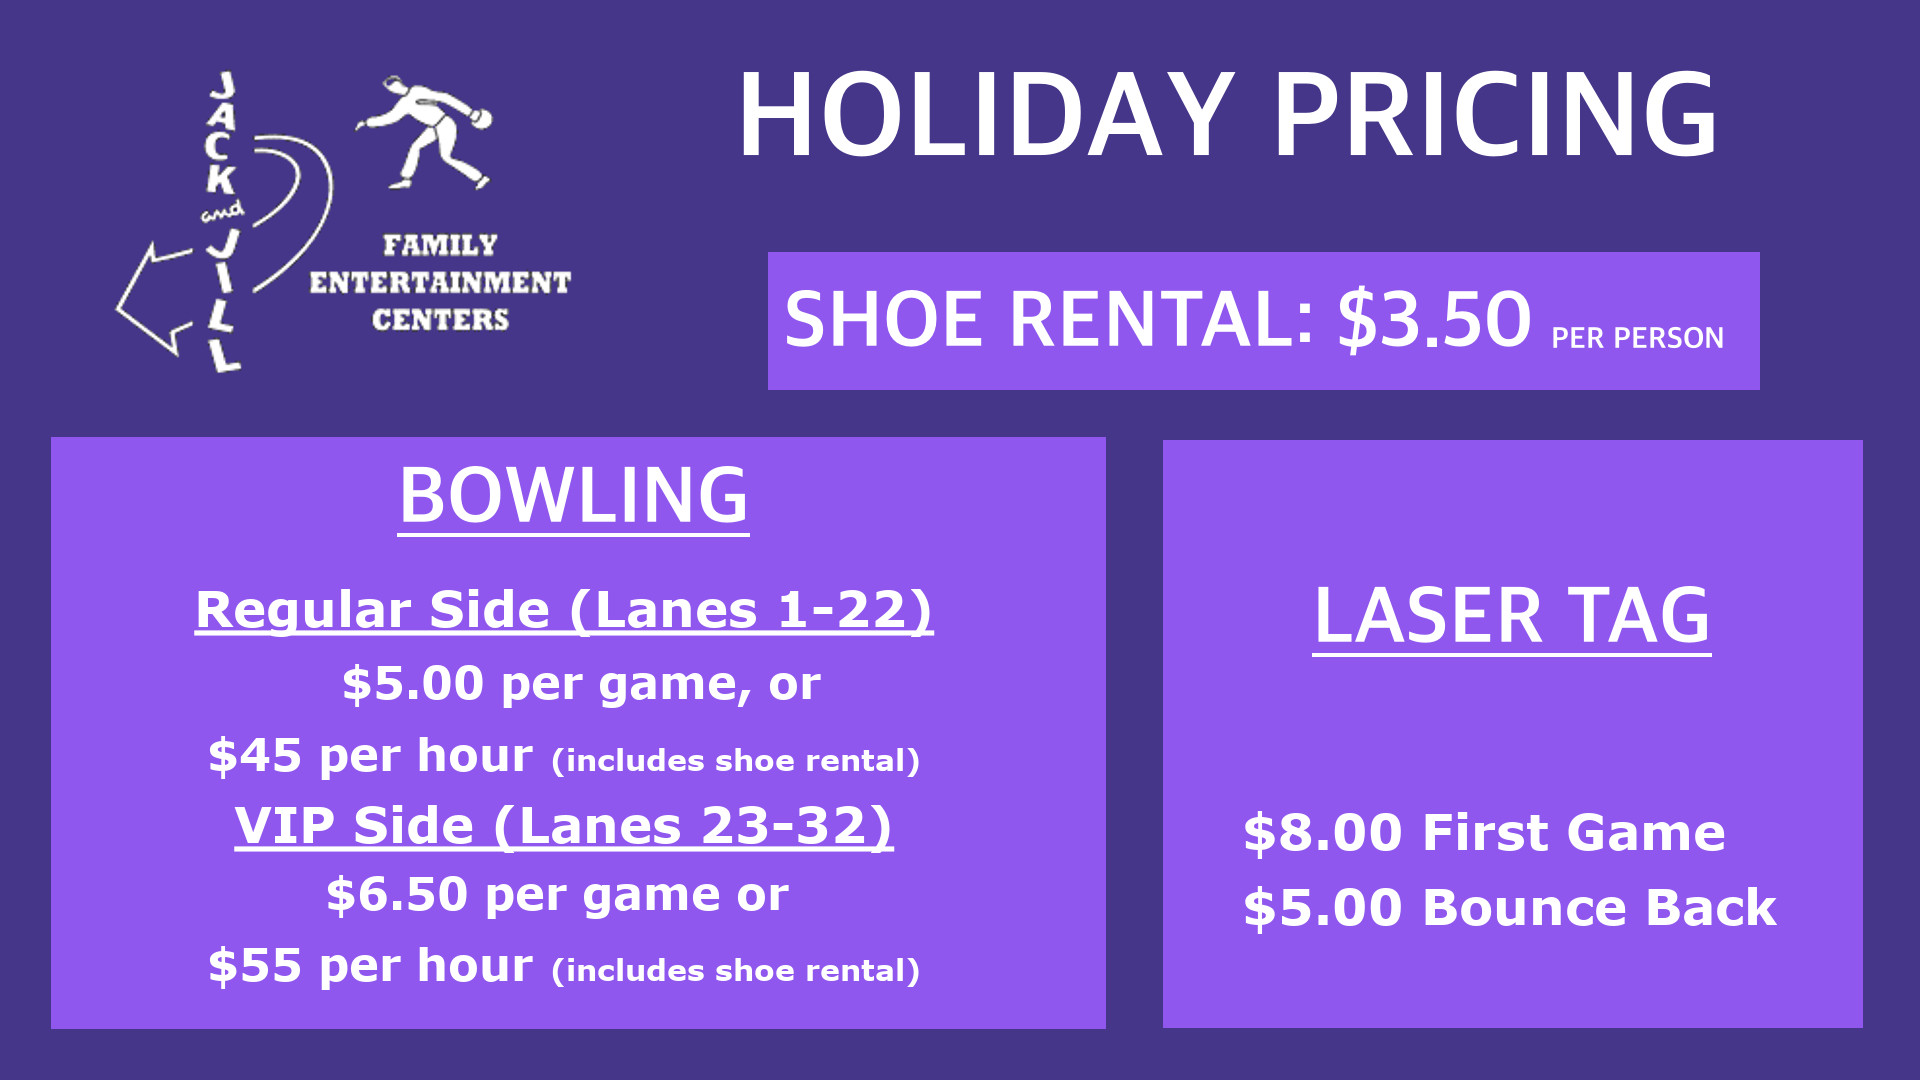 JACK and JILL
FAMILY
ENTERTAINMENT
CENTERS
HOLIDAY PRICING
SHOE RENTAL: $3.50 PER PERSON
BOWLING
Regular Side (Lanes 1-22)
$5.00 per game, or
$45 per hour (includes shoe rental)
VIP Side (Lanes 23-32)
$6.50 per game or
$55 per hour (includes shoe rental)
LASER TAG
$8.00 First Game
$5.00 Bounce Back